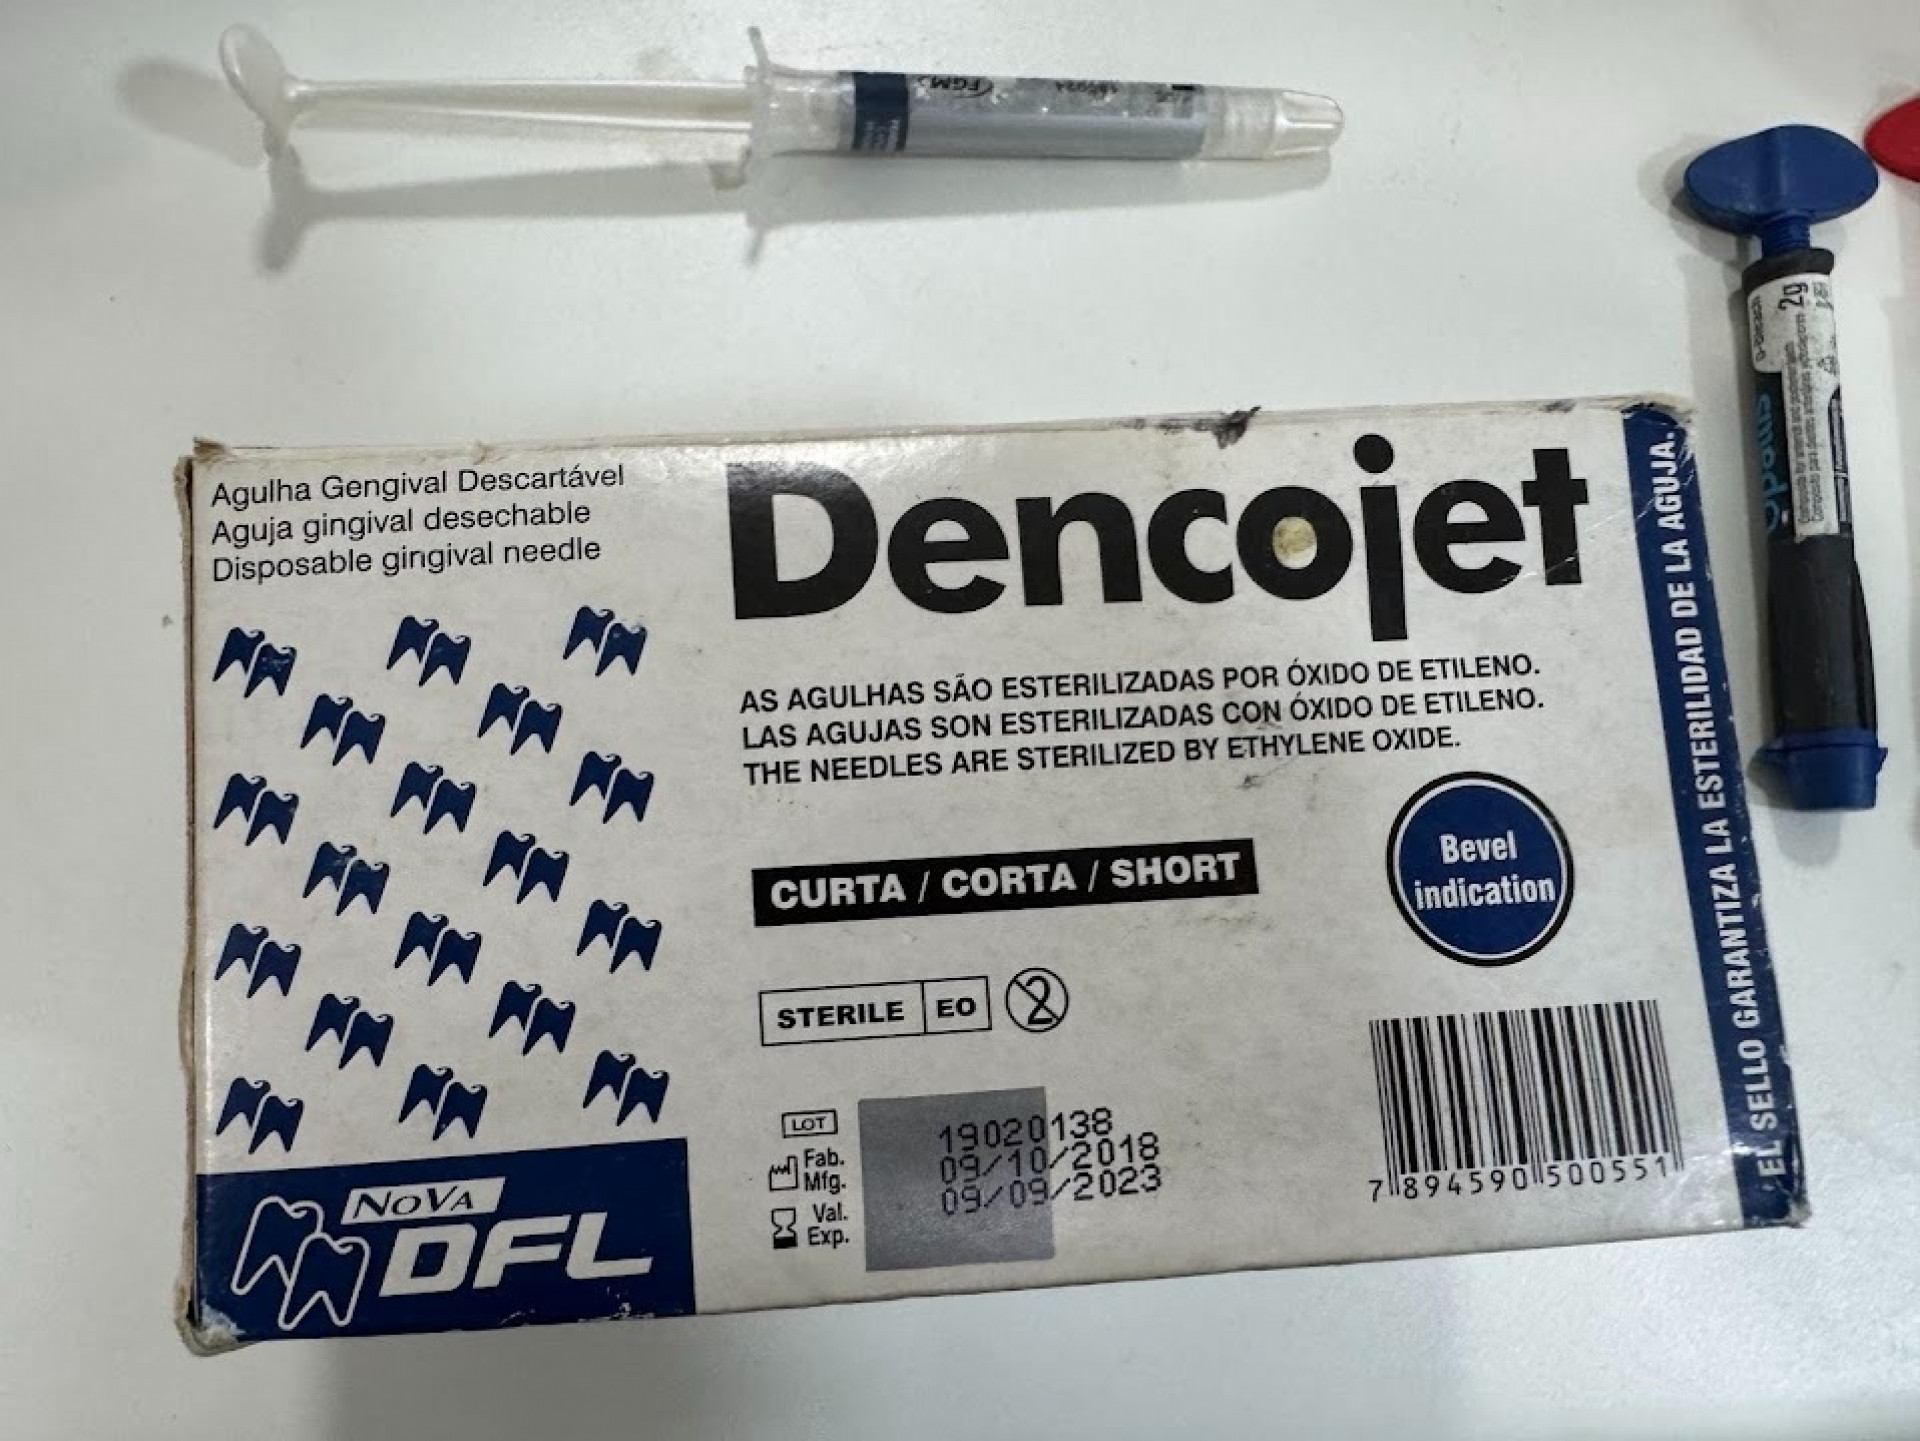 FGM
Agulha Gengival Descartável
Aguja gingival desechable
Disposable gingival needle
Dencojet
AS AGULHAS SÃO ESTERILIZADAS POR ÓXIDO DE ETILENO.
LAS AGUJAS SON ESTERILIZADAS CON ÓXIDO DE ETILENO.
THE NEEDLES ARE STERILIZED BY ETHYLENE OXIDE.
CURTA / CORTA / SHORT
Bevel
indication
STERILE EO
2
LOT 19020138
Fab.
Mfg. 09/10/2018
Val.
Exp. 09/09/2023
7 894590 500551
NOVA
DFL
EL SELLO GARANTIZA LA ESTERILIDAD DE LA AGUJA.
D-Bleach
2g
Opallis